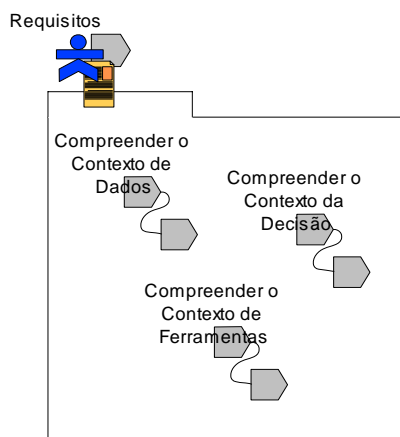 Requisitos
Compreender o
Contexto de
Dados
Compreender o
Contexto da
Decisão
Compreender o
Contexto de
Ferramentas